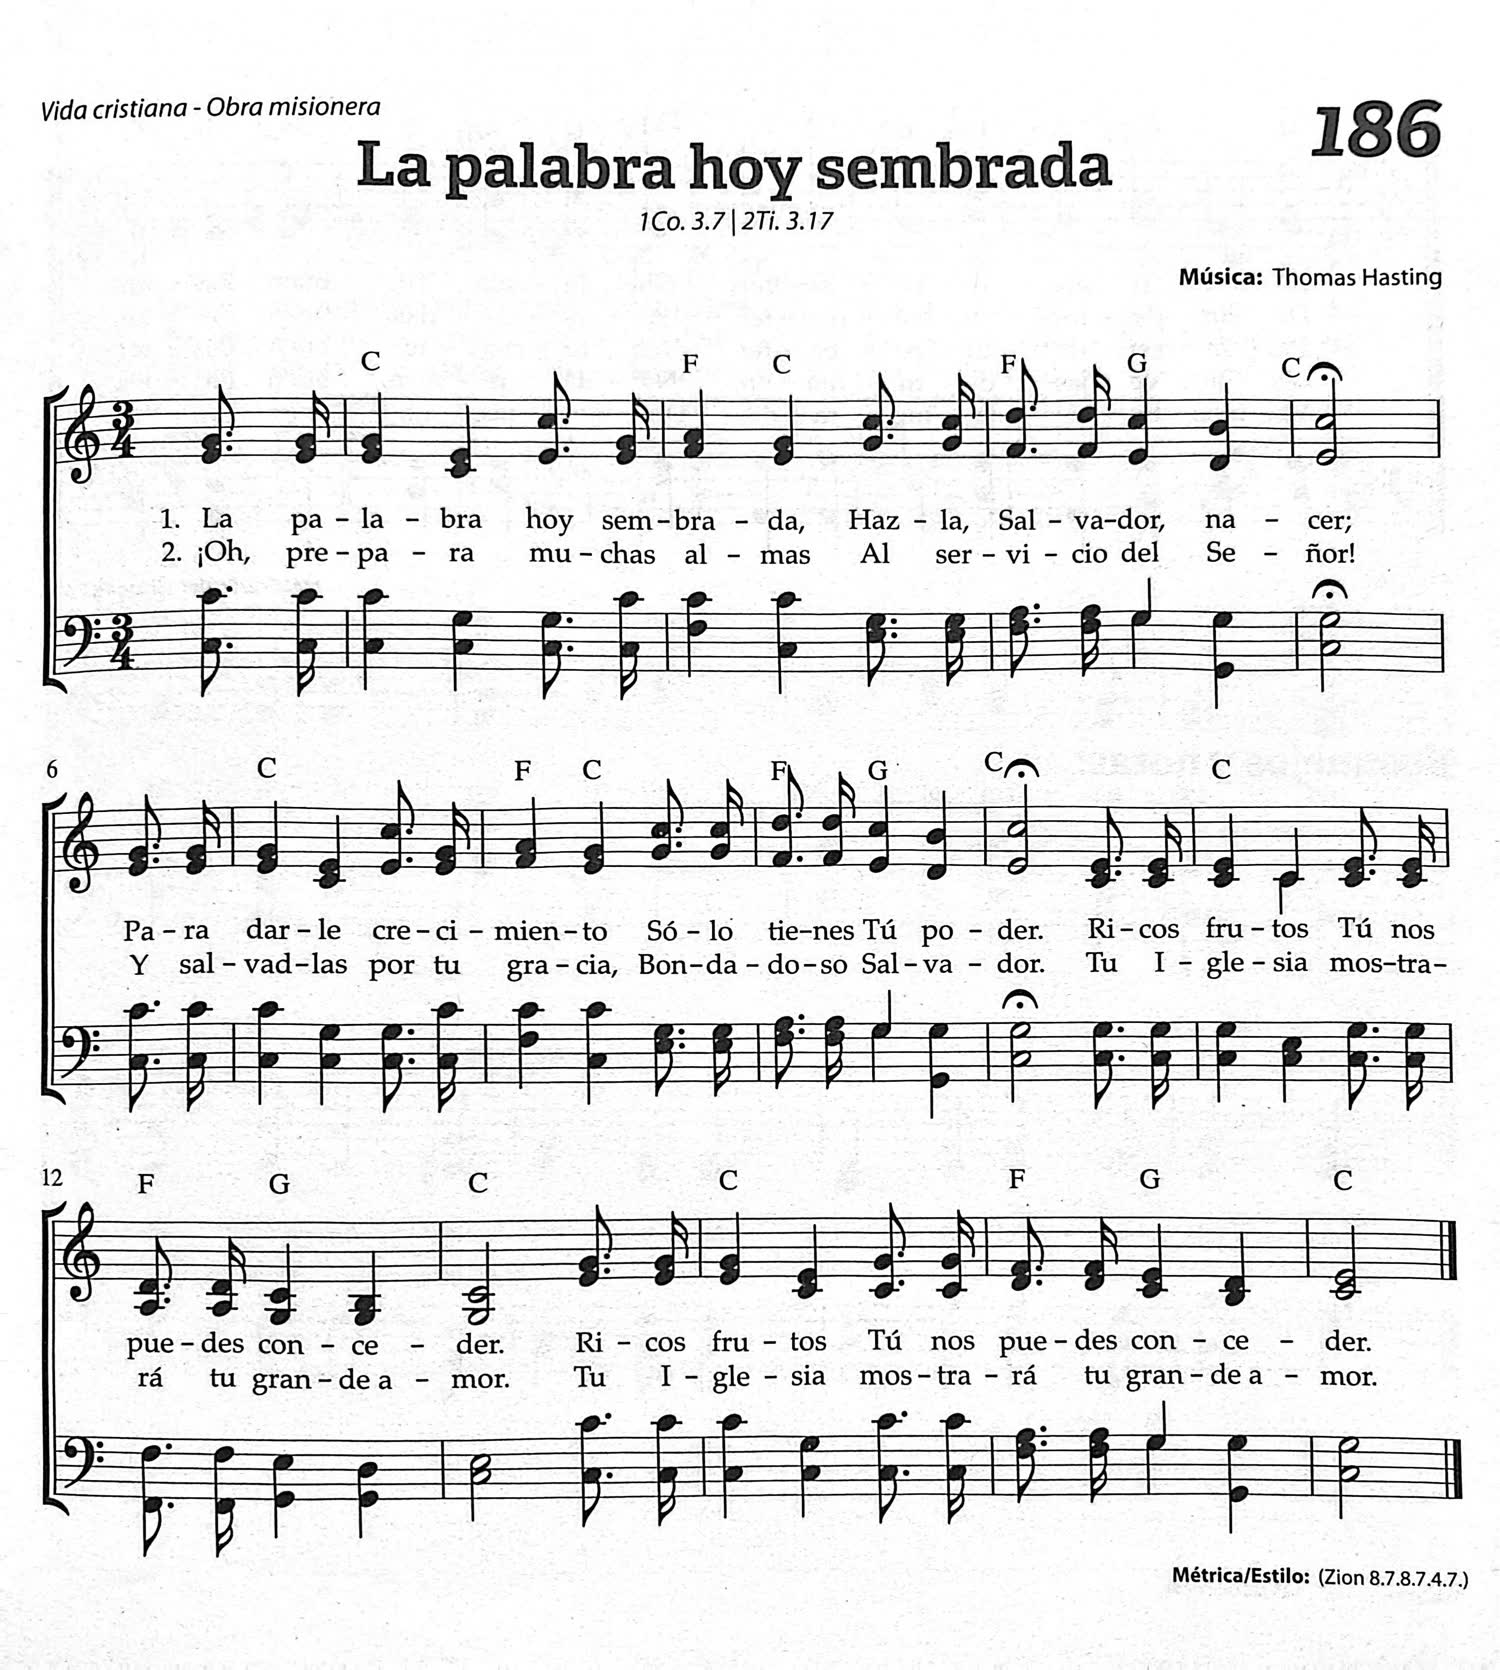 Vida cristiana - Obra misionera
186
La palabra hoy sembrada
1Co. 3.7 | 2Ti. 3.17
Música: Thomas Hasting
C F C F G C
3 4
1. La pa – la – bra hoy sem – bra – da, Haz – la, Sal – va – dor, na – cer;
2. ¡Oh, pre – pa – ra mu – chas al – mas Al ser – vi – cio del Se – ñor!
3 4
6 C F C F G C C
Pa – ra dar – le cre – ci – mien – to Só – lo tie – nes Tú po – der. Ri – cos fru – tos Tú nos
Y sal – vad – las por tu gra – cia, Bon – da – do – so Sal – va – dor. Tu I – gle – sia mos – tra –
12 F G C C F G C
pue – des con – ce – der. Ri – cos fru – tos Tú nos pue – des con – ce – der.
rá tu gran – de a – mor. Tu I – gle – sia mos – tra – rá tu gran – de a – mor.
Métrica/Estilo: (Zion 8.7.8.7.4.7.)